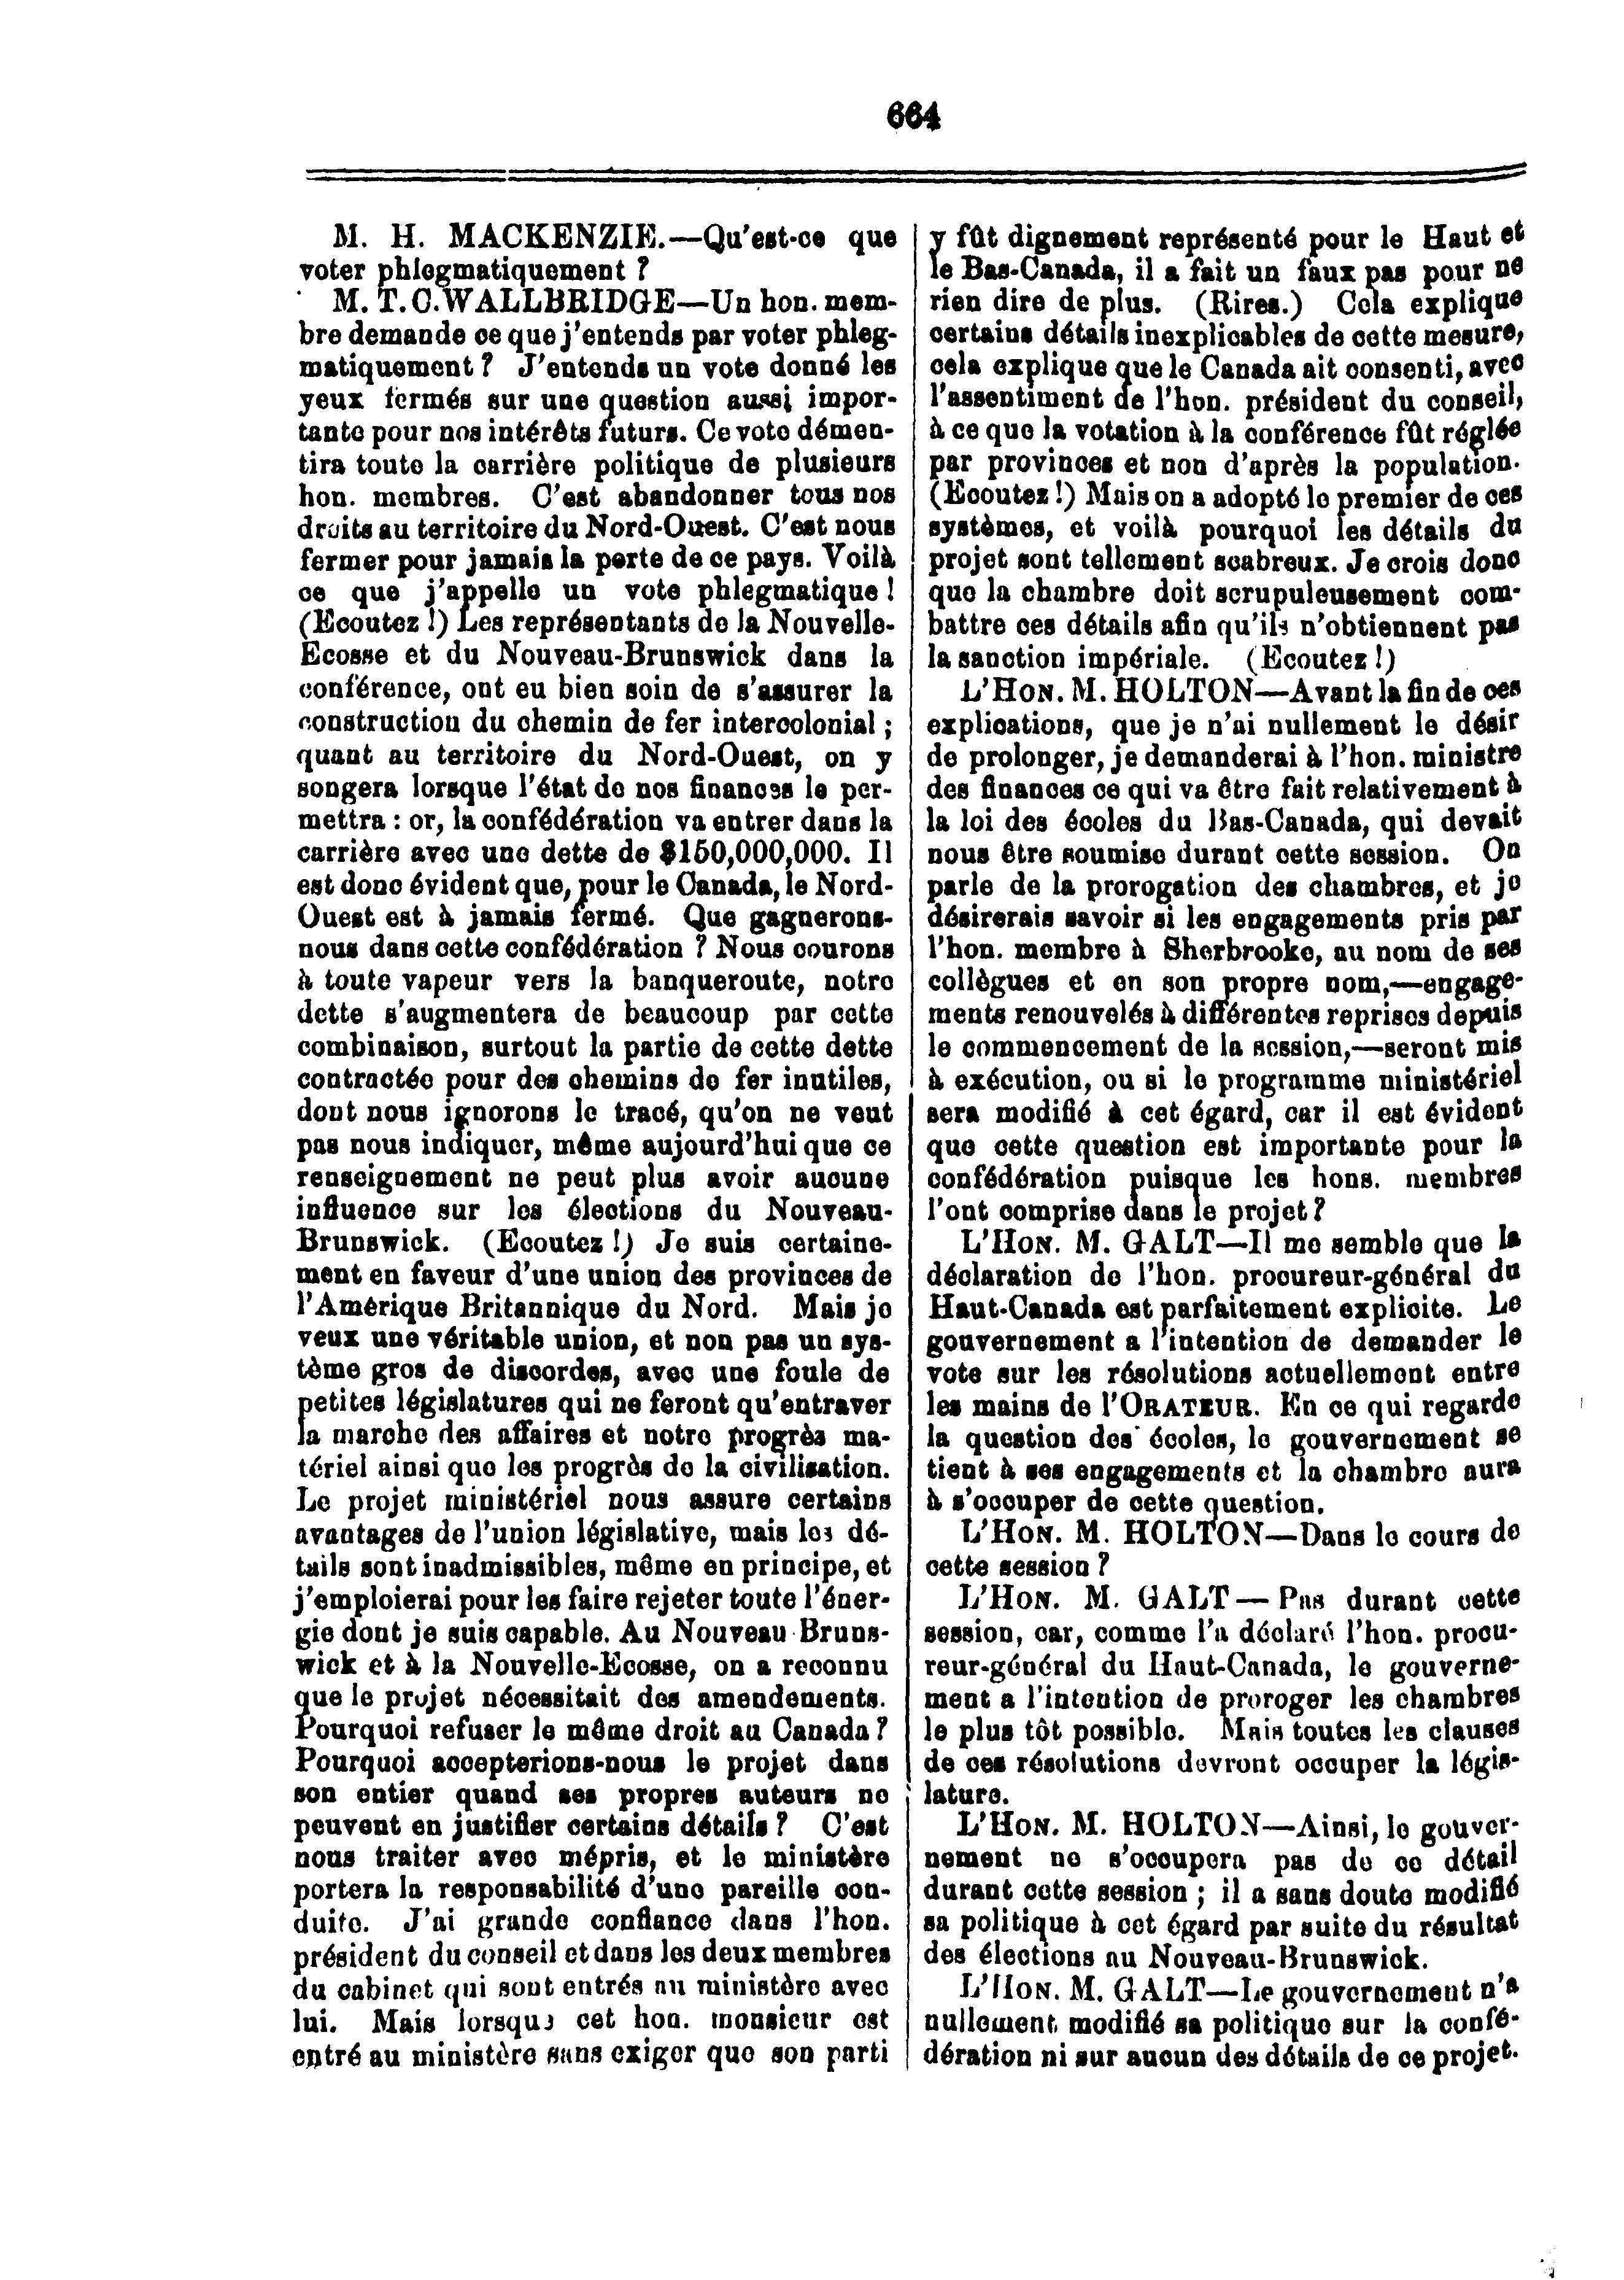 664
M. H. MACKENZIE.—Qu'est-ce que
voter phlegmatiquement ?
M. T. C. WALLBRIDGE—Un hon. mem-
bre demande ce que j'entends par voter phleg-
matiquement ? J'entends un vote donné les
yeux fermés sur une question aussi impor-
tante pour nos intérêts futurs. Ce vote démen-
tira toute la carrière politique de plusieurs
hon. membres. C'est abandonner tous nos
droits au territoire du Nord-Ouest. C'est nous
fermer pour jamais la porte de ce pays. Voilà
ce que j'appelle un vote phlegmatique !
(Ecoutez !) Les représentants de la Nouvelle-
Ecosse et du Nouveau-Brunswick dans la
conférence, ont eu bien soin de s'assurer la
construction du chemin de fer intercolonial ;
quant au territoire du Nord-Ouest, on y
songera lorsque l'état de nos finances le per-
mettra : or, la confédération va entrer dans la
carrière avec une dette de $150,000,000. Il
est donc évident que, pour le Canada, le Nord-
Ouest est à jamais fermé. Que gagnerons-
nous dans cette confédération ? Nous courons
à toute vapeur vers la banqueroute, notre
dette s'augmentera de beaucoup par cette
combinaison, surtout la partie de cette dette
contractée pour des chemins de fer inutiles,
dont nous ignorons le tracé, qu'on ne veut
pas nous indiquer, même aujourd'hui que ce
renseignement ne peut plus avoir aucune
influence sur les élections du Nouveau-
Brunswick. (Ecoutez !) Je suis certaine-
ment en faveur d'une union des provinces de
l'Amérique Britannique du Nord. Mais je
veux une véritable union, et non pas un sys-
tème gros de discordes, avec une foule de
petites législatures qui ne feront qu'entraver
la marche des affaires et notre progrès ma-
tériel ainsi que les progrès de la civilisation.
Le projet ministériel nous assure certains
avantages de l'union législative, mais les dé-
tails sont inadmissibles, même en principe, et
j'emploierai pour les faire rejeter toute l'éner-
gie dont je suis capable. Au Nouveau-Bruns-
wick et à la Nouvelle-Ecosse, on a reconnu
que le projet nécessitait des amendements.
Pourquoi refuser le même droit au Canada ?
Pourquoi accepterions-nous le projet dans
son entier quand ses propres auteurs ne
peuvent en justifier certains détails ? C'est
nous traiter avec mépris, et le ministère
portera la responsabilité d'une pareille con-
duite. J'ai grande confiance dans l'hon.
président du conseil et dans les deux membres
du cabinet qui sont entrés au ministère avec
lui. Mais lorsque cet hon. monsieur est
entré au ministère sans exiger que son parti
y fût dignement représenté pour le Haut et
le Bas-Canada, il a fait un faux pas pour ne
rien dire de plus. (Rires.) Cela explique
certains détails inexplicables de cette mesure,
cela explique que le Canada ait consenti, avec
l'assentiment de l'hon. président du conseil,
à ce que la votation à la conférence fût réglée
par provinces et non d'après la population.
(Ecoutez !) Mais on a adopté le premier de ces
systèmes, et voilà pourquoi les détails du
projet sont tellement scabreux. Je crois donc
que la chambre doit scrupuleusement com-
battre ces détails afin qu'ils n'obtiennent pas
la sanction impériale. (Ecoutez !)
L'HON. M. HOLTON—Avant la fin de ces
explications, que je n'ai nullement le désir
de prolonger, je demanderai à l'hon. ministre
des finances ce qui va être fait relativement à
la loi des écoles du Bas-Canada, qui devait
nous être soumise durant cette session. On
parle de la prorogation des chambres, et je
désirerais savoir si les engagements pris par
l'hon. membre à Sherbrooke, au nom de ses
collègues et en son propre nom,—engage-
ments renouvelés à différentes reprises depuis
le commencement de la session,—seront mis
à exécution, ou si le programme ministériel
sera modifié à cet égard, car il est évident
que cette question est importante pour la
confédération puisque les hons. membres
l'ont comprise dans le projet ?
L'HON. M. GALT—Il me semble que la
déclaration de l'hon. procureur-général du
Haut-Canada est parfaitement explicite. Le
gouvernement a l'intention de demander le
vote sur les résolutions actuellement entre
les mains de l'ORATEUR. En ce qui regarde
la question des écoles, le gouvernement se
tient à ses engagements et la chambre aura
à s'occuper de cette question.
L'HON. M. HOLTON—Dans le cours de
cette session ?
L'HON. M. GALT— Pas durant cette
session, car, comme l'a déclaré l'hon. procu-
reur-général du Haut-Canada, le gouverne-
ment a l'intention de proroger les chambres
le plus tôt possible. Mais toutes les clauses
de ces résolutions devront occuper la légis-
lature.
L'HON. M. HOLTON—Ainsi, le gouver-
nement ne s'occupera pas de ce détail
durant cette session ; il a sans doute modifié
sa politique à cet égard par suite du résultat
des élections au Nouveau-Brunswick.
L'HON. M. GALT—Le gouvernement n'a
nullement modifié sa politique sur la confé-
dération ni sur aucun des détails de ce projet.